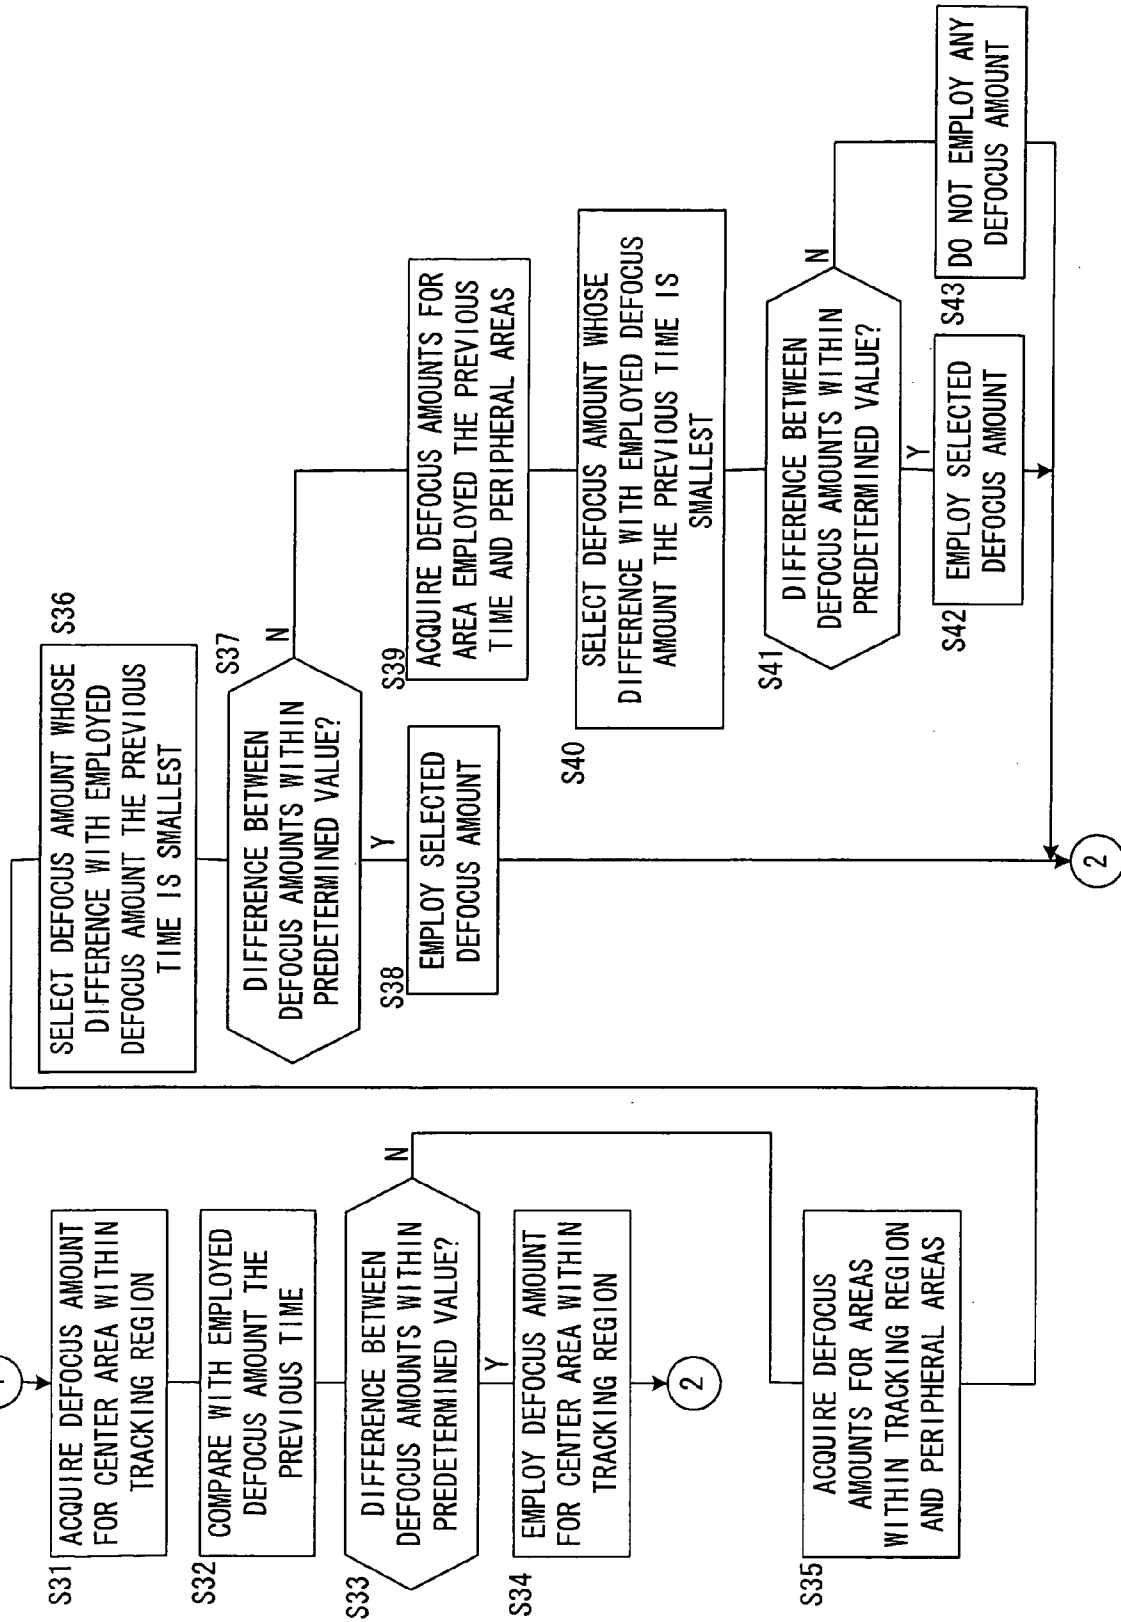 S31
ACQUIRE DEFOCUS AMOUNT
FOR CENTER AREA WITHIN
TRACKING REGION
S32
COMPARE WITH EMPLOYED
DEFOCUS AMOUNT THE
PREVIOUS TIME
S33
DIFFERENCE BETWEEN
DEFOCUS AMOUNTS WITHIN
PREDETERMINED VALUE?
N
Y
S34
EMPLOY DEFOCUS AMOUNT
FOR CENTER AREA WITHIN
TRACKING REGION
2
S35
ACQUIRE DEFOCUS
AMOUNTS FOR AREAS
WITHIN TRACKING REGION
AND PERIPHERAL AREAS
S36
SELECT DEFOCUS AMOUNT WHOSE
DIFFERENCE WITH EMPLOYED
DEFOCUS AMOUNT THE PREVIOUS
TIME IS SMALLEST
S37
DIFFERENCE BETWEEN
DEFOCUS AMOUNTS WITHIN
PREDETERMINED VALUE?
N
Y
S38
EMPLOY SELECTED
DEFOCUS AMOUNT
S39
ACQUIRE DEFOCUS AMOUNTS FOR
AREA EMPLOYED THE PREVIOUS
TIME AND PERIPHERAL AREAS
S40
SELECT DEFOCUS AMOUNT WHOSE
DIFFERENCE WITH EMPLOYED DEFOCUS
AMOUNT THE PREVIOUS TIME IS
SMALLEST
S41
DIFFERENCE BETWEEN
DEFOCUS AMOUNTS WITHIN
PREDETERMINED VALUE?
N
Y
S42
EMPLOY SELECTED
DEFOCUS AMOUNT
S43
DO NOT EMPLOY ANY
DEFOCUS AMOUNT
2